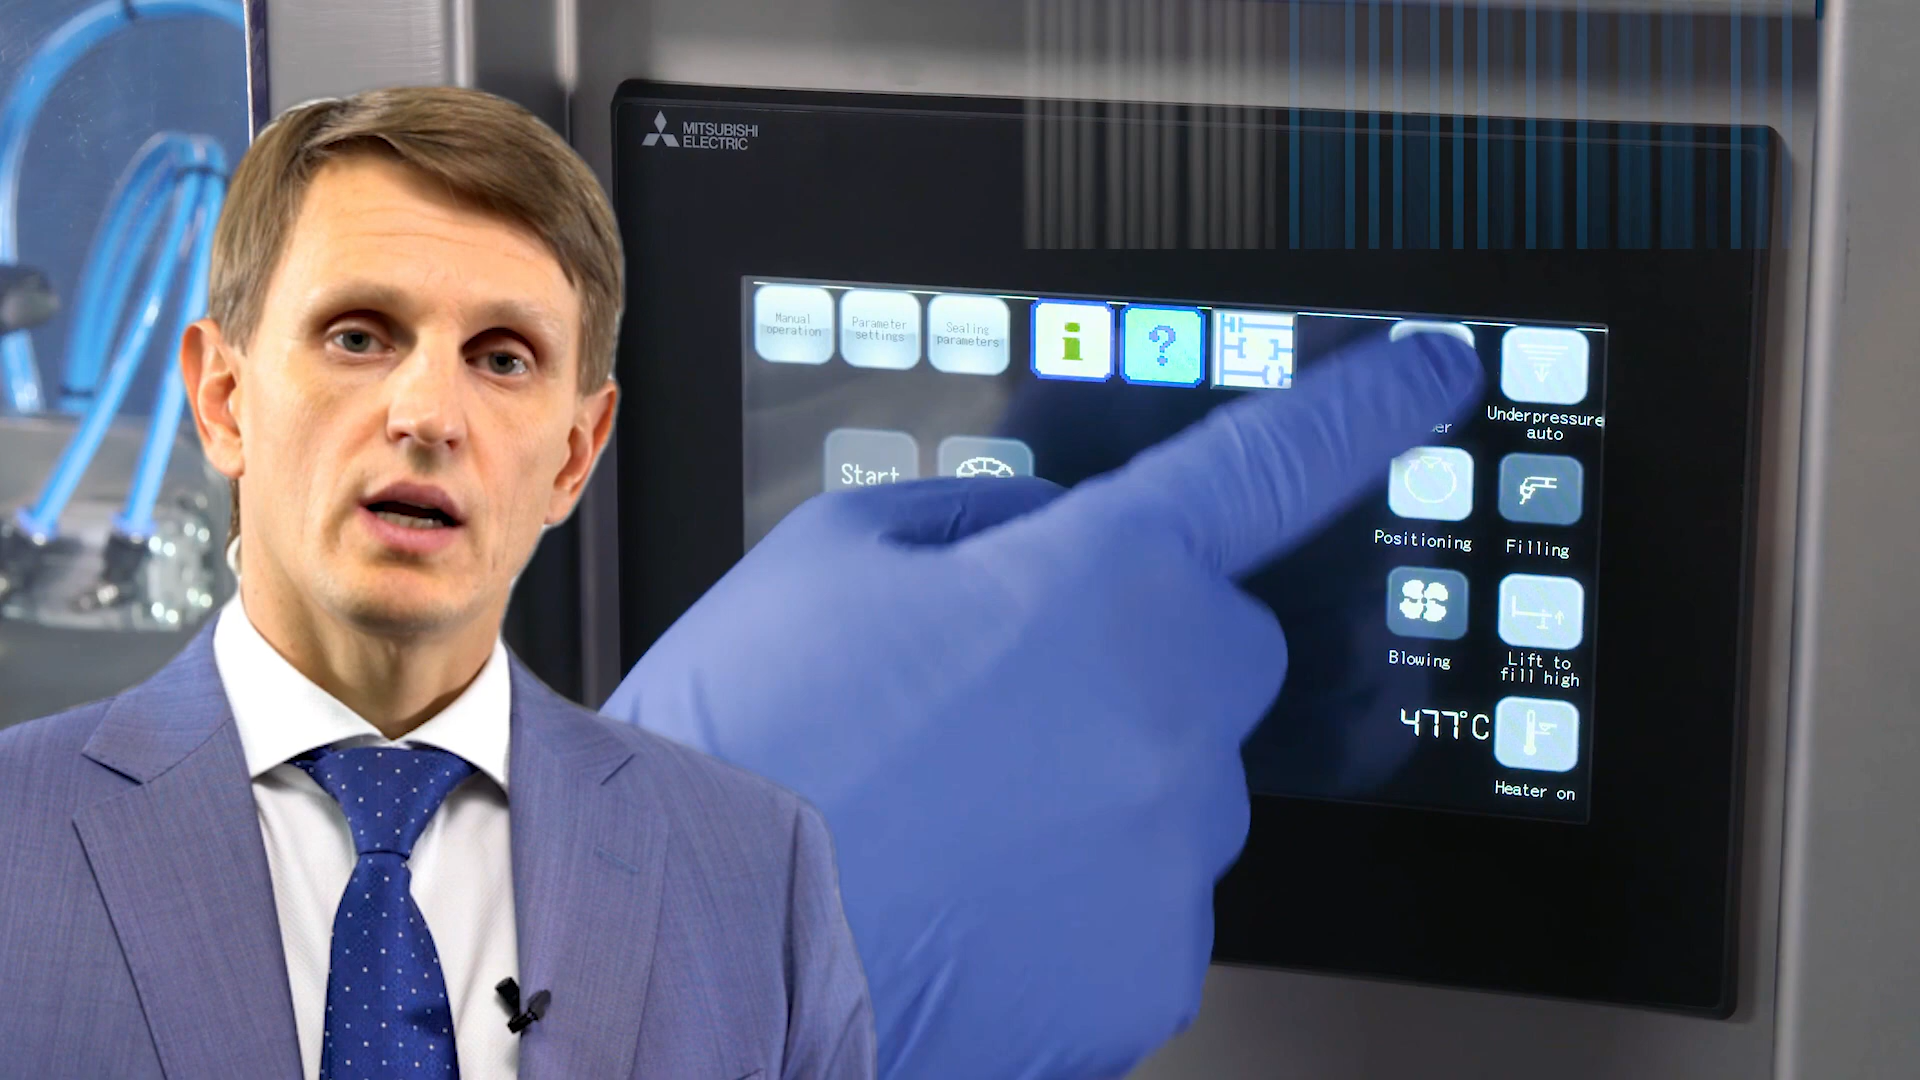 MITSUBISHI
ELECTRIC
Manual
operation
Parameter
settings
Sealing
parameters
i
?
Underpressure
auto
Start
Positioning
Filling
Blowing
Lift to
fill high
477°C
Heater on